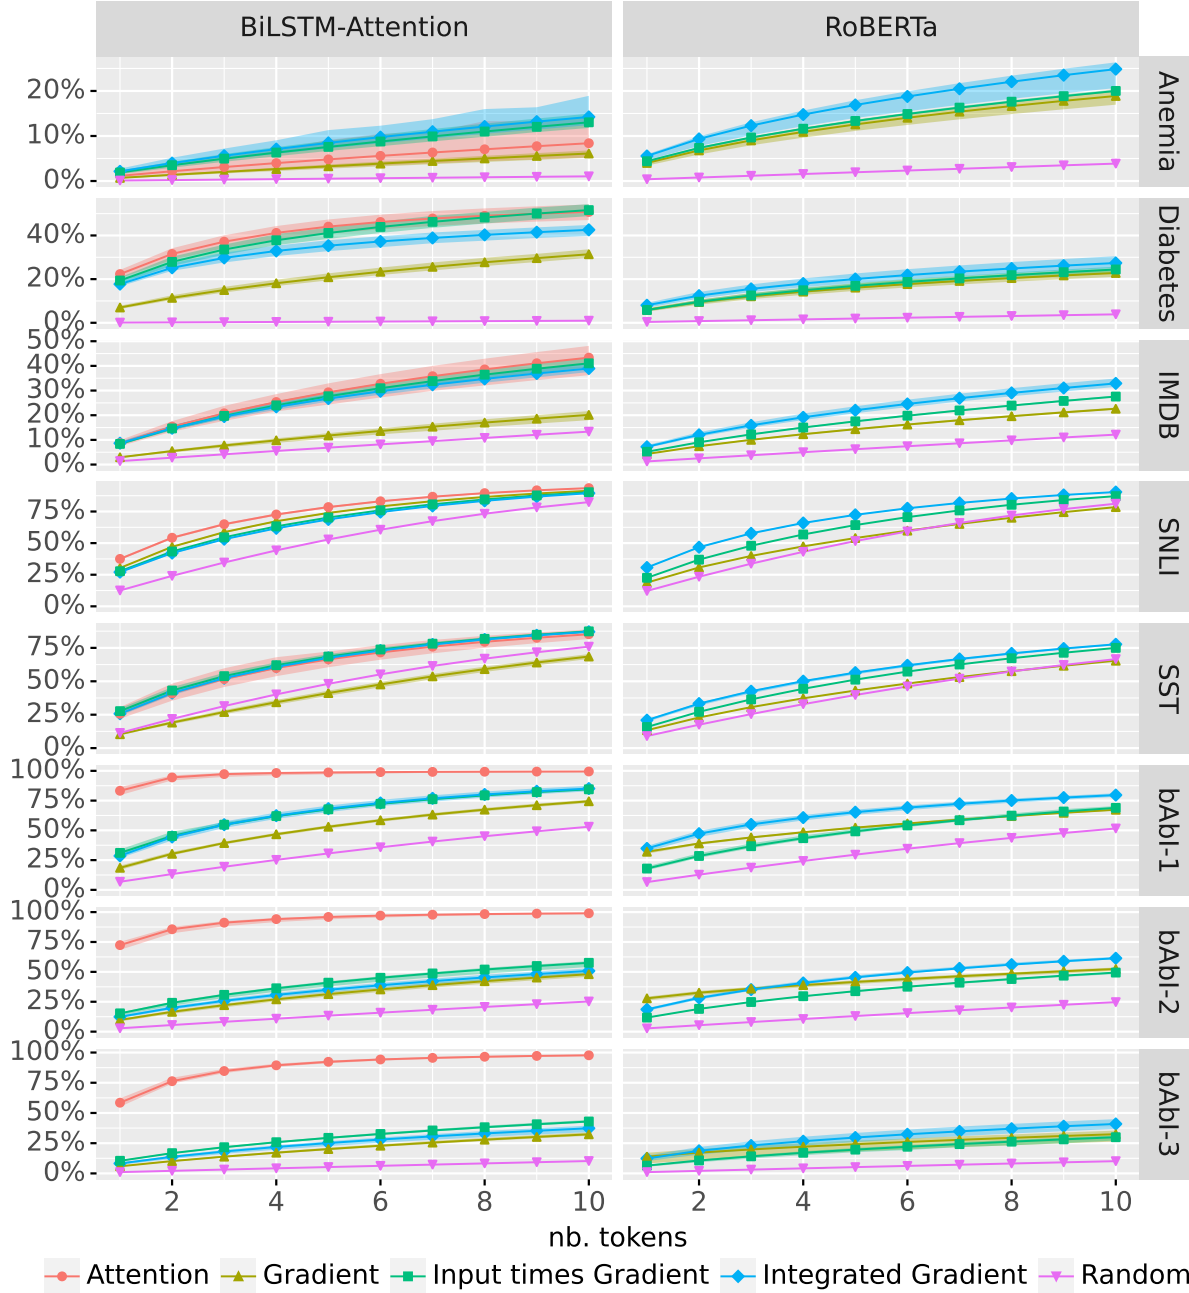 BiLSTM-Attention RoBERTa
20%
10%
0%
Anemia
40%
20%
0%
Diabetes
50%
40%
30%
20%
10%
0%
IMDB
75%
50%
25%
0%
SNLI
75%
50%
25%
0%
SST
100%
75%
50%
25%
0%
bAbI-1
100%
75%
50%
25%
0%
bAbI-2
100%
75%
50%
25%
0%
bAbI-3
2 4 6 8 10 2 4 6 8 10
nb. tokens
Attention Gradient Input times Gradient Integrated Gradient Random